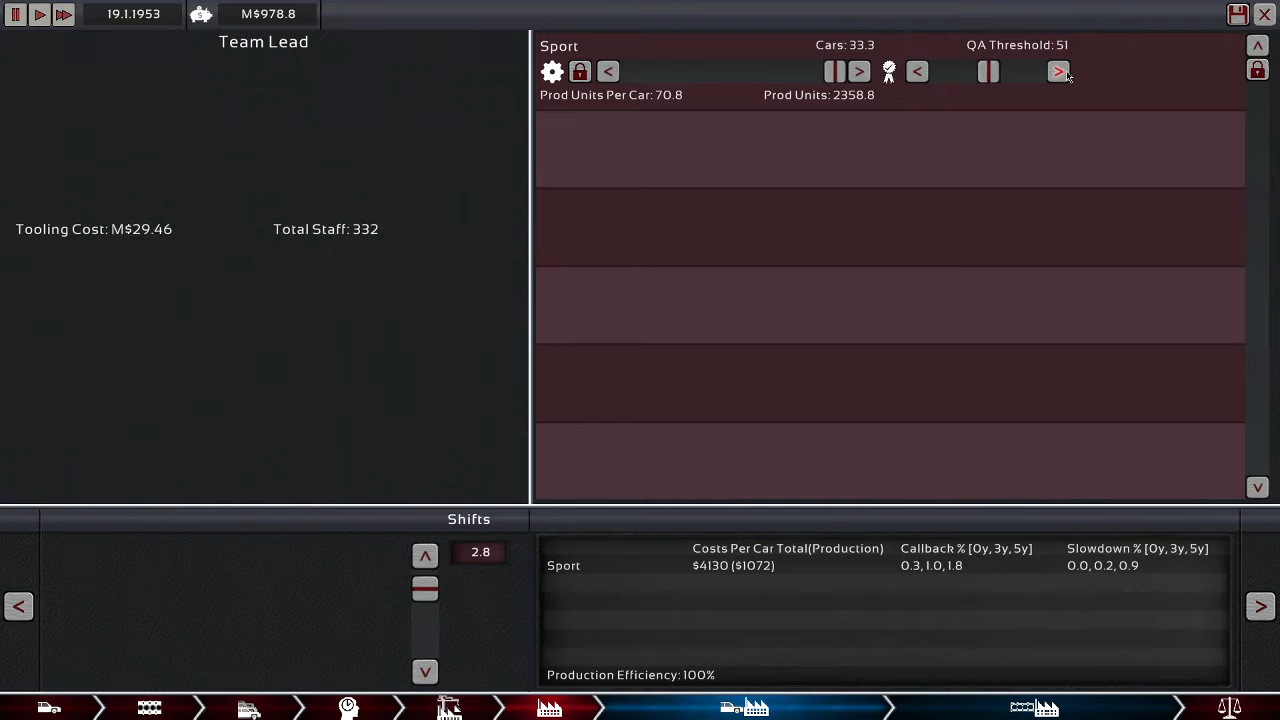 19.1.1953
M$978.8
Team Lead
Sport
Cars: 33.3
QA Threshold: 51
Prod Units Per Car: 70.8
Prod Units: 2358.8
Tooling Cost: M$29.46
Total Staff: 332
Shifts
2.8
Costs Per Car Total(Production)
Callback % [0y, 3y, 5y]
Slowdown % [0y, 3y, 5y]
Sport
$4130 ($1072)
0.3, 1.0, 1.8
0.0, 0.2, 0.9
Production Efficiency: 100%